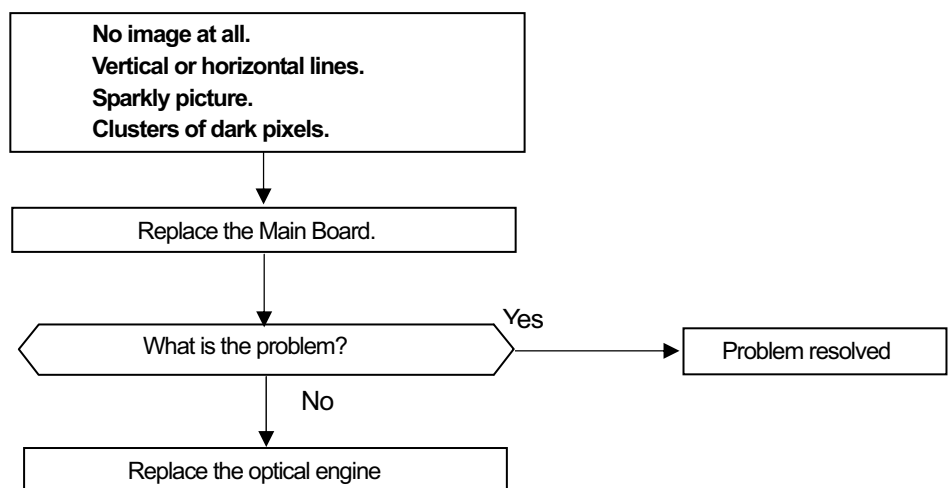 No image at all.
Vertical or horizontal lines.
Sparkly picture.
Clusters of dark pixels.
Replace the Main Board.
What is the problem?
Yes
Problem resolved
No
Replace the optical engine